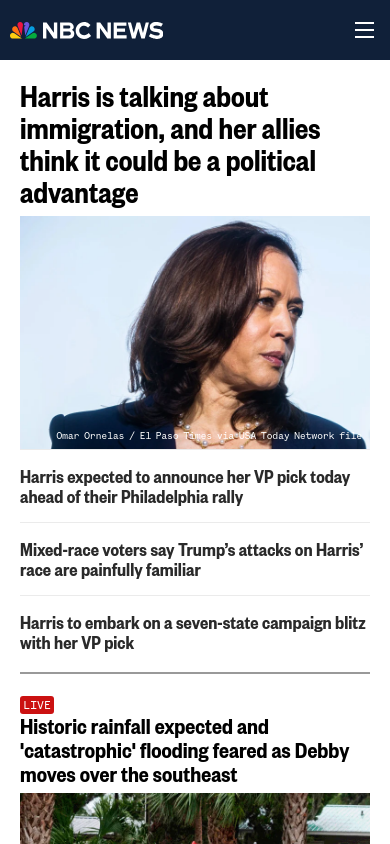 NBC NEWS
Harris is talking about
immigration, and her allies
think it could be a political
advantage
Omar Ornelas / El Paso Times via USA Today Network file
Harris expected to announce her VP pick today
ahead of their Philadelphia rally
Mixed-race voters say Trump’s attacks on Harris’
race are painfully familiar
Harris to embark on a seven-state campaign blitz
with her VP pick
LIVE
Historic rainfall expected and
'catastrophic' flooding feared as Debby
moves over the southeast